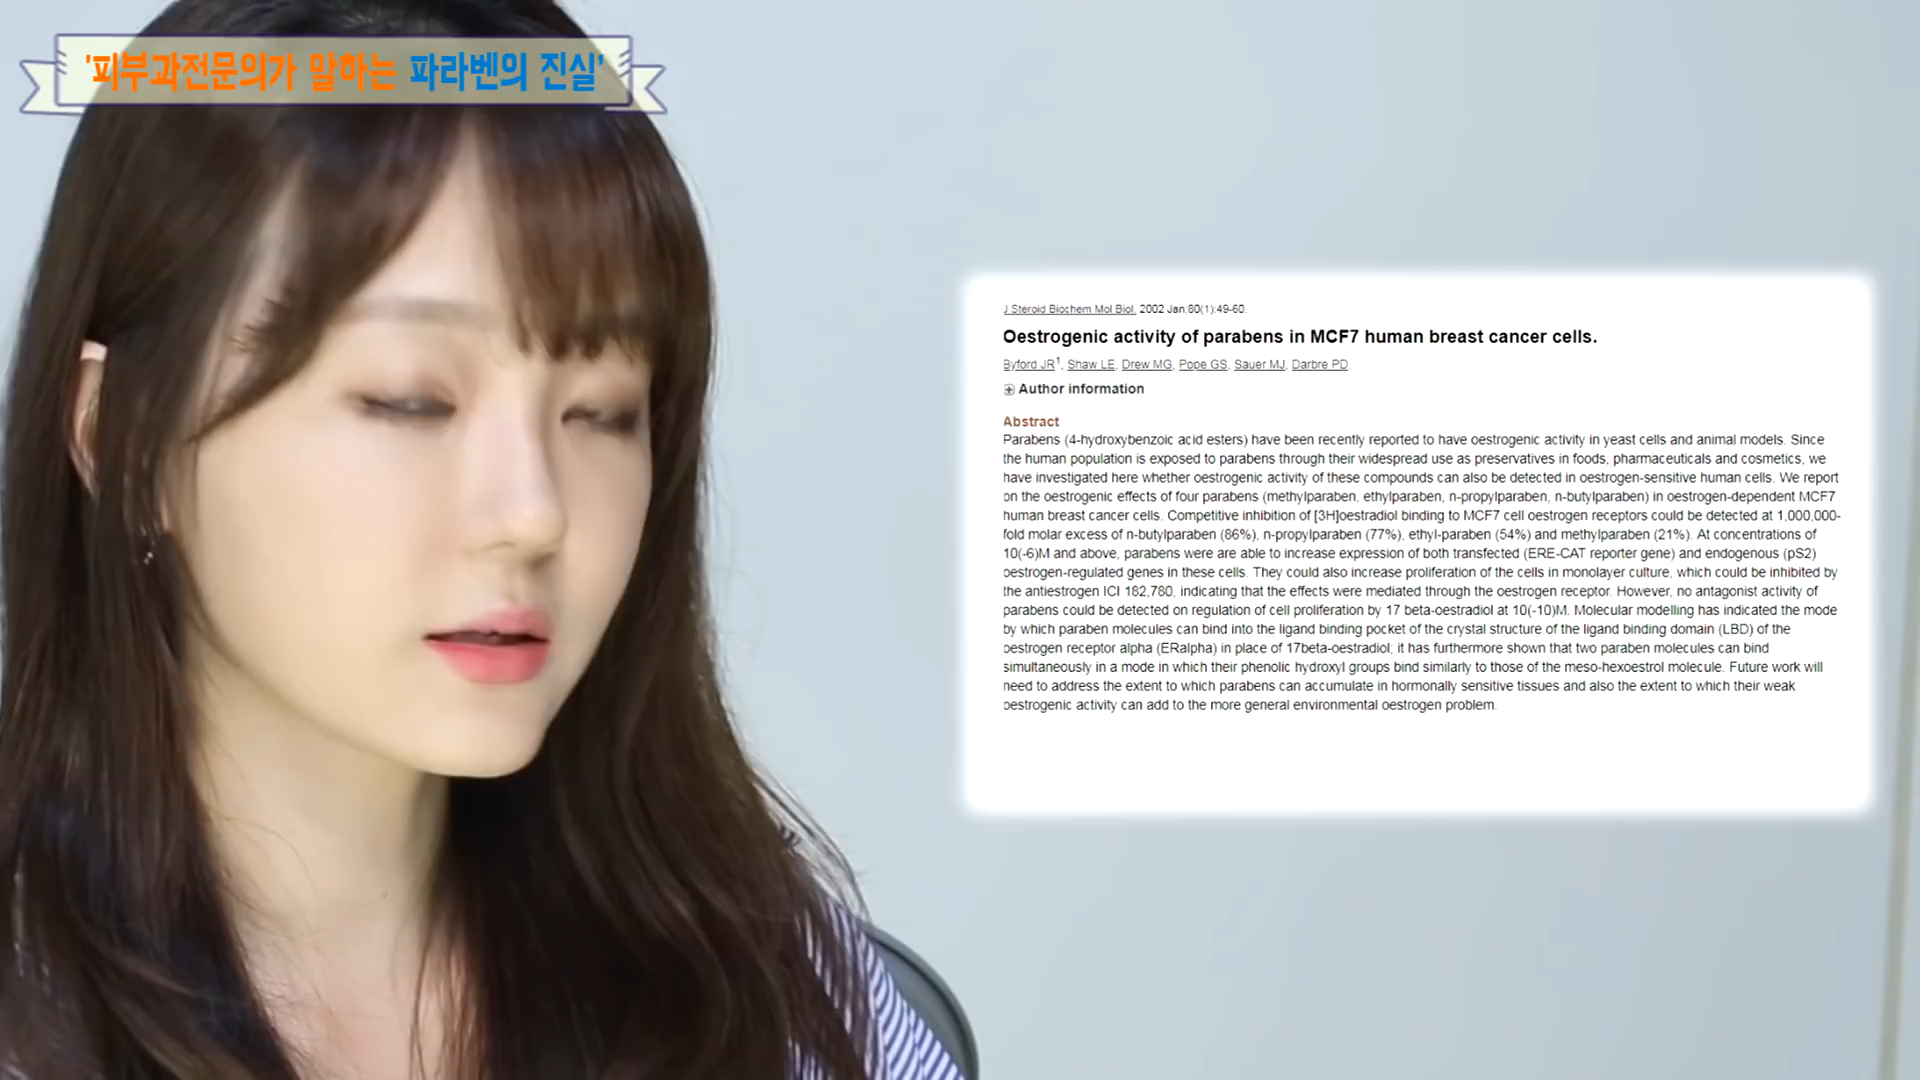 '피부과전문의가 말하는 파라벤의 진실'
J Steroid Biochem Mol Biol. 2002 Jan;80(1):49-60.
Oestrogenic activity of parabens in MCF7 human breast cancer cells.
Byford JR1, Shaw LE, Drew MG, Pope GS, Sauer MJ, Darbre PD.
Author information
Abstract
Parabens (4-hydroxybenzoic acid esters) have been recently reported to have oestrogenic activity in yeast cells and animal models. Since
the human population is exposed to parabens through their widespread use as preservatives in foods, pharmaceuticals and cosmetics, we
have investigated here whether oestrogenic activity of these compounds can also be detected in oestrogen-sensitive human cells. We report
on the oestrogenic effects of four parabens (methylparaben, ethylparaben, n-propylparaben, n-butylparaben) in oestrogen-dependent MCF7
human breast cancer cells. Competitive inhibition of [3H]oestradiol binding to MCF7 cell oestrogen receptors could be detected at 1,000,000-
fold molar excess of n-butylparaben (86%), n-propylparaben (77%), ethyl-paraben (54%) and methylparaben (21%). At concentrations of
10(-6)M and above, parabens were are able to increase expression of both transfected (ERE-CAT reporter gene) and endogenous (pS2)
oestrogen-regulated genes in these cells. They could also increase proliferation of the cells in monolayer culture, which could be inhibited by
the antiestrogen ICI 182,780, indicating that the effects were mediated through the oestrogen receptor. However, no antagonist activity of
parabens could be detected on regulation of cell proliferation by 17 beta-oestradiol at 10(-10)M. Molecular modelling has indicated the mode
by which paraben molecules can bind into the ligand binding pocket of the crystal structure of the ligand binding domain (LBD) of the
oestrogen receptor alpha (ERalpha) in place of 17beta-oestradiol; it has furthermore shown that two paraben molecules can bind
simultaneously in a mode in which their phenolic hydroxyl groups bind similarly to those of the meso-hexoestrol molecule. Future work will
need to address the extent to which parabens can accumulate in hormonally sensitive tissues and also the extent to which their weak
oestrogenic activity can add to the more general environmental oestrogen problem.